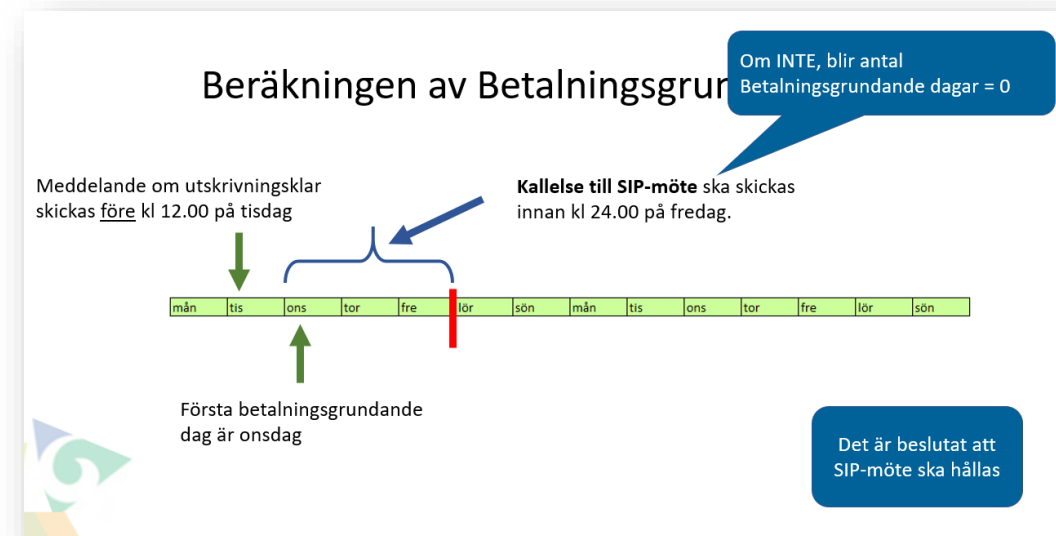 Om INTE, blir antal
Betalningsgrundande dagar = 0
Beräkningen av Betalningsgrun
Meddelande om utskrivningsklar
skickas före kl 12.00 på tisdag
Kallelse till SIP-möte ska skickas
innan kl 24.00 på fredag.
mån tis ons tor fre lör sön mån tis ons tor fre lör sön
Första betalningsgrundande
dag är onsdag
Det är beslutat att
SIP-möte ska hållas